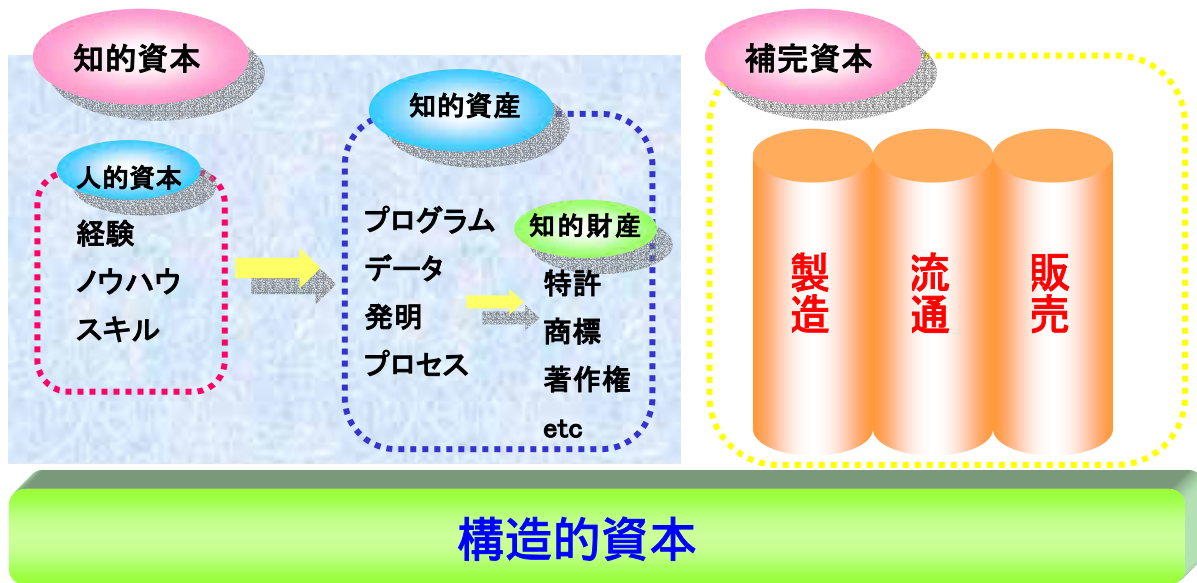 知的資本
人的資本
経験
ノウハウ
スキル
知的資産
プログラム
データ
発明
プロセス
知的財産
特許
商標
著作権
etc
補完資本
製造
流通
販売
構造的資本